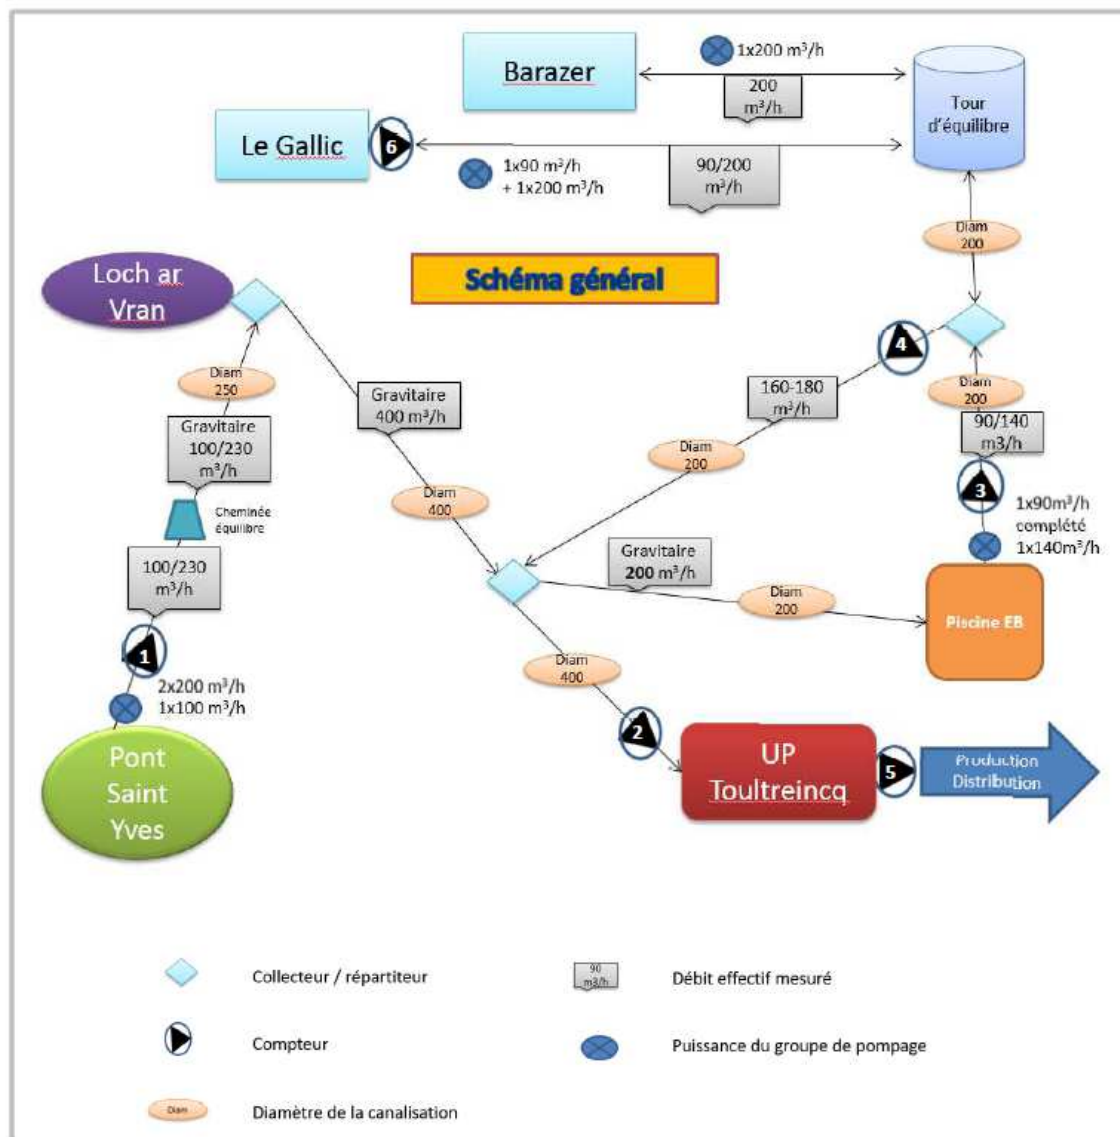 1x200 m³/h
Barazer
200
m³/h
Tour
d'équilibre
Le Gallic
6
1x90 m³/h
+ 1x200 m³/h
90/200
m³/h
Diam
200
Schéma général
Loch ar
Vran
4
Diam
250
Gravitaire
400 m³/h
160-180
m³/h
Diam
200
Gravitaire
100/230
m³/h
90/140
m3/h
Diam
200
3
1x90m³/h
complété
1x140m³/h
Diam
400
Cheminée
équilibre
Gravitaire
200 m³/h
100/230
m³/h
Diam
200
Piscine EB
1
2x200 m³/h
1x100 m³/h
Diam
400
2
Pont
Saint
Yves
UP
Toultreincq
5
Production
Distribution
Collecteur / répartiteur
90
m3/h
Débit effectif mesuré
Compteur
Puissance du groupe de pompage
Diam
Diamètre de la canalisation